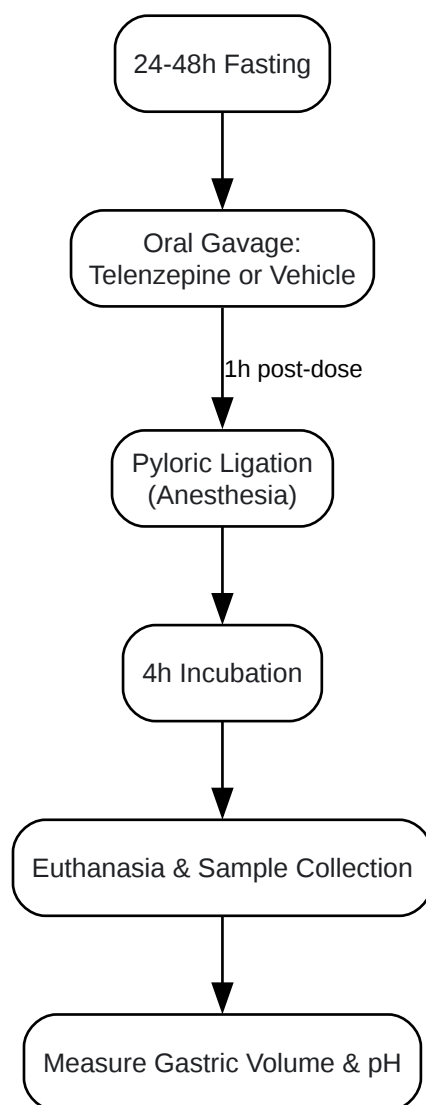 24-48h Fasting
Oral Gavage:
Telenzepine or Vehicle
1h post-dose
Pyloric Ligation
(Anesthesia)
4h Incubation
Euthanasia & Sample Collection
Measure Gastric Volume & pH